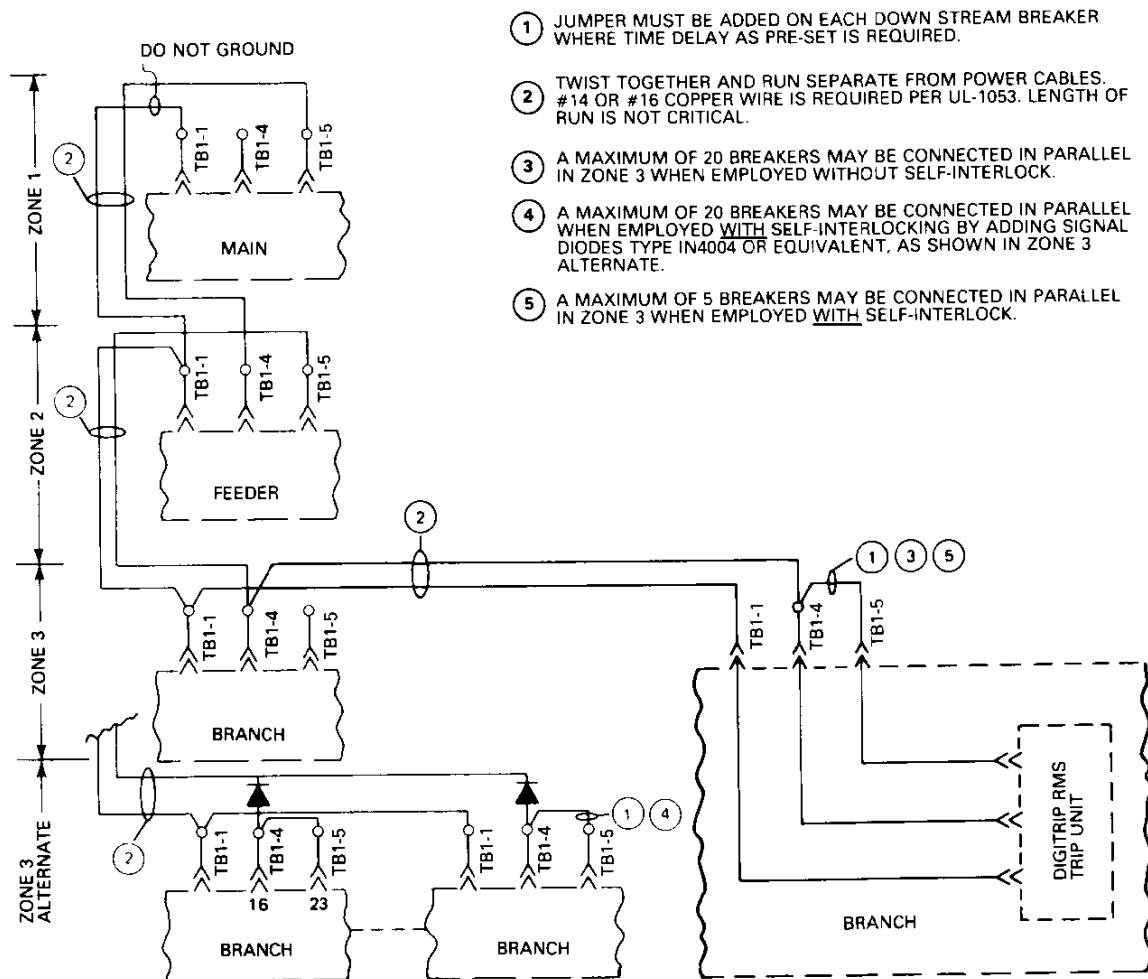 DO NOT GROUND
① JUMPER MUST BE ADDED ON EACH DOWN STREAM BREAKER
WHERE TIME DELAY AS PRE-SET IS REQUIRED.
② TWIST TOGETHER AND RUN SEPARATE FROM POWER CABLES.
#14 OR #16 COPPER WIRE IS REQUIRED PER UL-1053. LENGTH OF
RUN IS NOT CRITICAL.
③ A MAXIMUM OF 20 BREAKERS MAY BE CONNECTED IN PARALLEL
IN ZONE 3 WHEN EMPLOYED WITHOUT SELF-INTERLOCK.
④ A MAXIMUM OF 20 BREAKERS MAY BE CONNECTED IN PARALLEL
WHEN EMPLOYED WITH SELF-INTERLOCKING BY ADDING SIGNAL
DIODES TYPE IN4004 OR EQUIVALENT, AS SHOWN IN ZONE 3
ALTERNATE.
⑤ A MAXIMUM OF 5 BREAKERS MAY BE CONNECTED IN PARALLEL
IN ZONE 3 WHEN EMPLOYED WITH SELF-INTERLOCK.
ZONE 1
②
TB1-1
TB1-4
TB1-5
MAIN
ZONE 2
②
TB1-1
TB1-4
TB1-5
FEEDER
②
① ③ ⑤
ZONE 3
TB1-1
TB1-4
TB1-5
BRANCH
TB1-1
TB1-4
TB1-5
DIGITRIP RMS
TRIP UNIT
BRANCH
ZONE 3
ALTERNATE
②
TB1-1
TB1-4
TB1-5
16
23
BRANCH
TB1-1
TB1-4
TB1-5
① ④
BRANCH